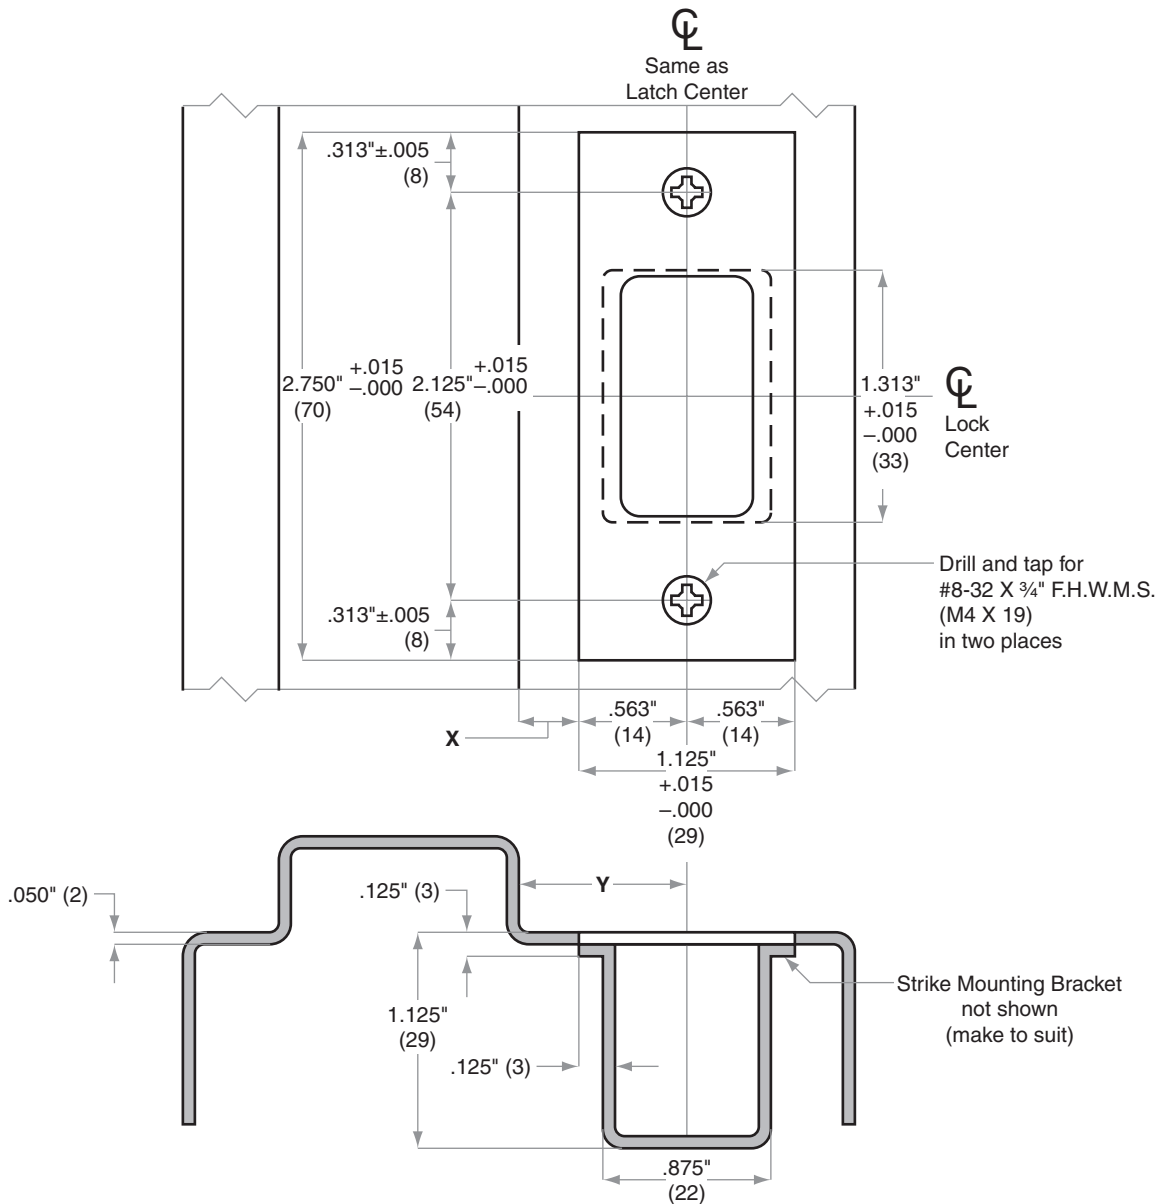 ℄
Same as
Latch Center
.313"±.005
(8)
2.750" +.015
–.000
(70)
2.125" +.015
–.000
(54)
1.313"
+.015
–.000
(33)
℄
Lock
Center
Drill and tap for
#8-32 X ¾" F.H.W.M.S.
(M4 X 19)
in two places
.313"±.005
(8)
X
.563"
(14)
.563"
(14)
1.125"
+.015
–.000
(29)
.050" (2)
.125" (3)
Y
1.125"
(29)
.125" (3)
Strike Mounting Bracket
not shown
(make to suit)
.875"
(22)